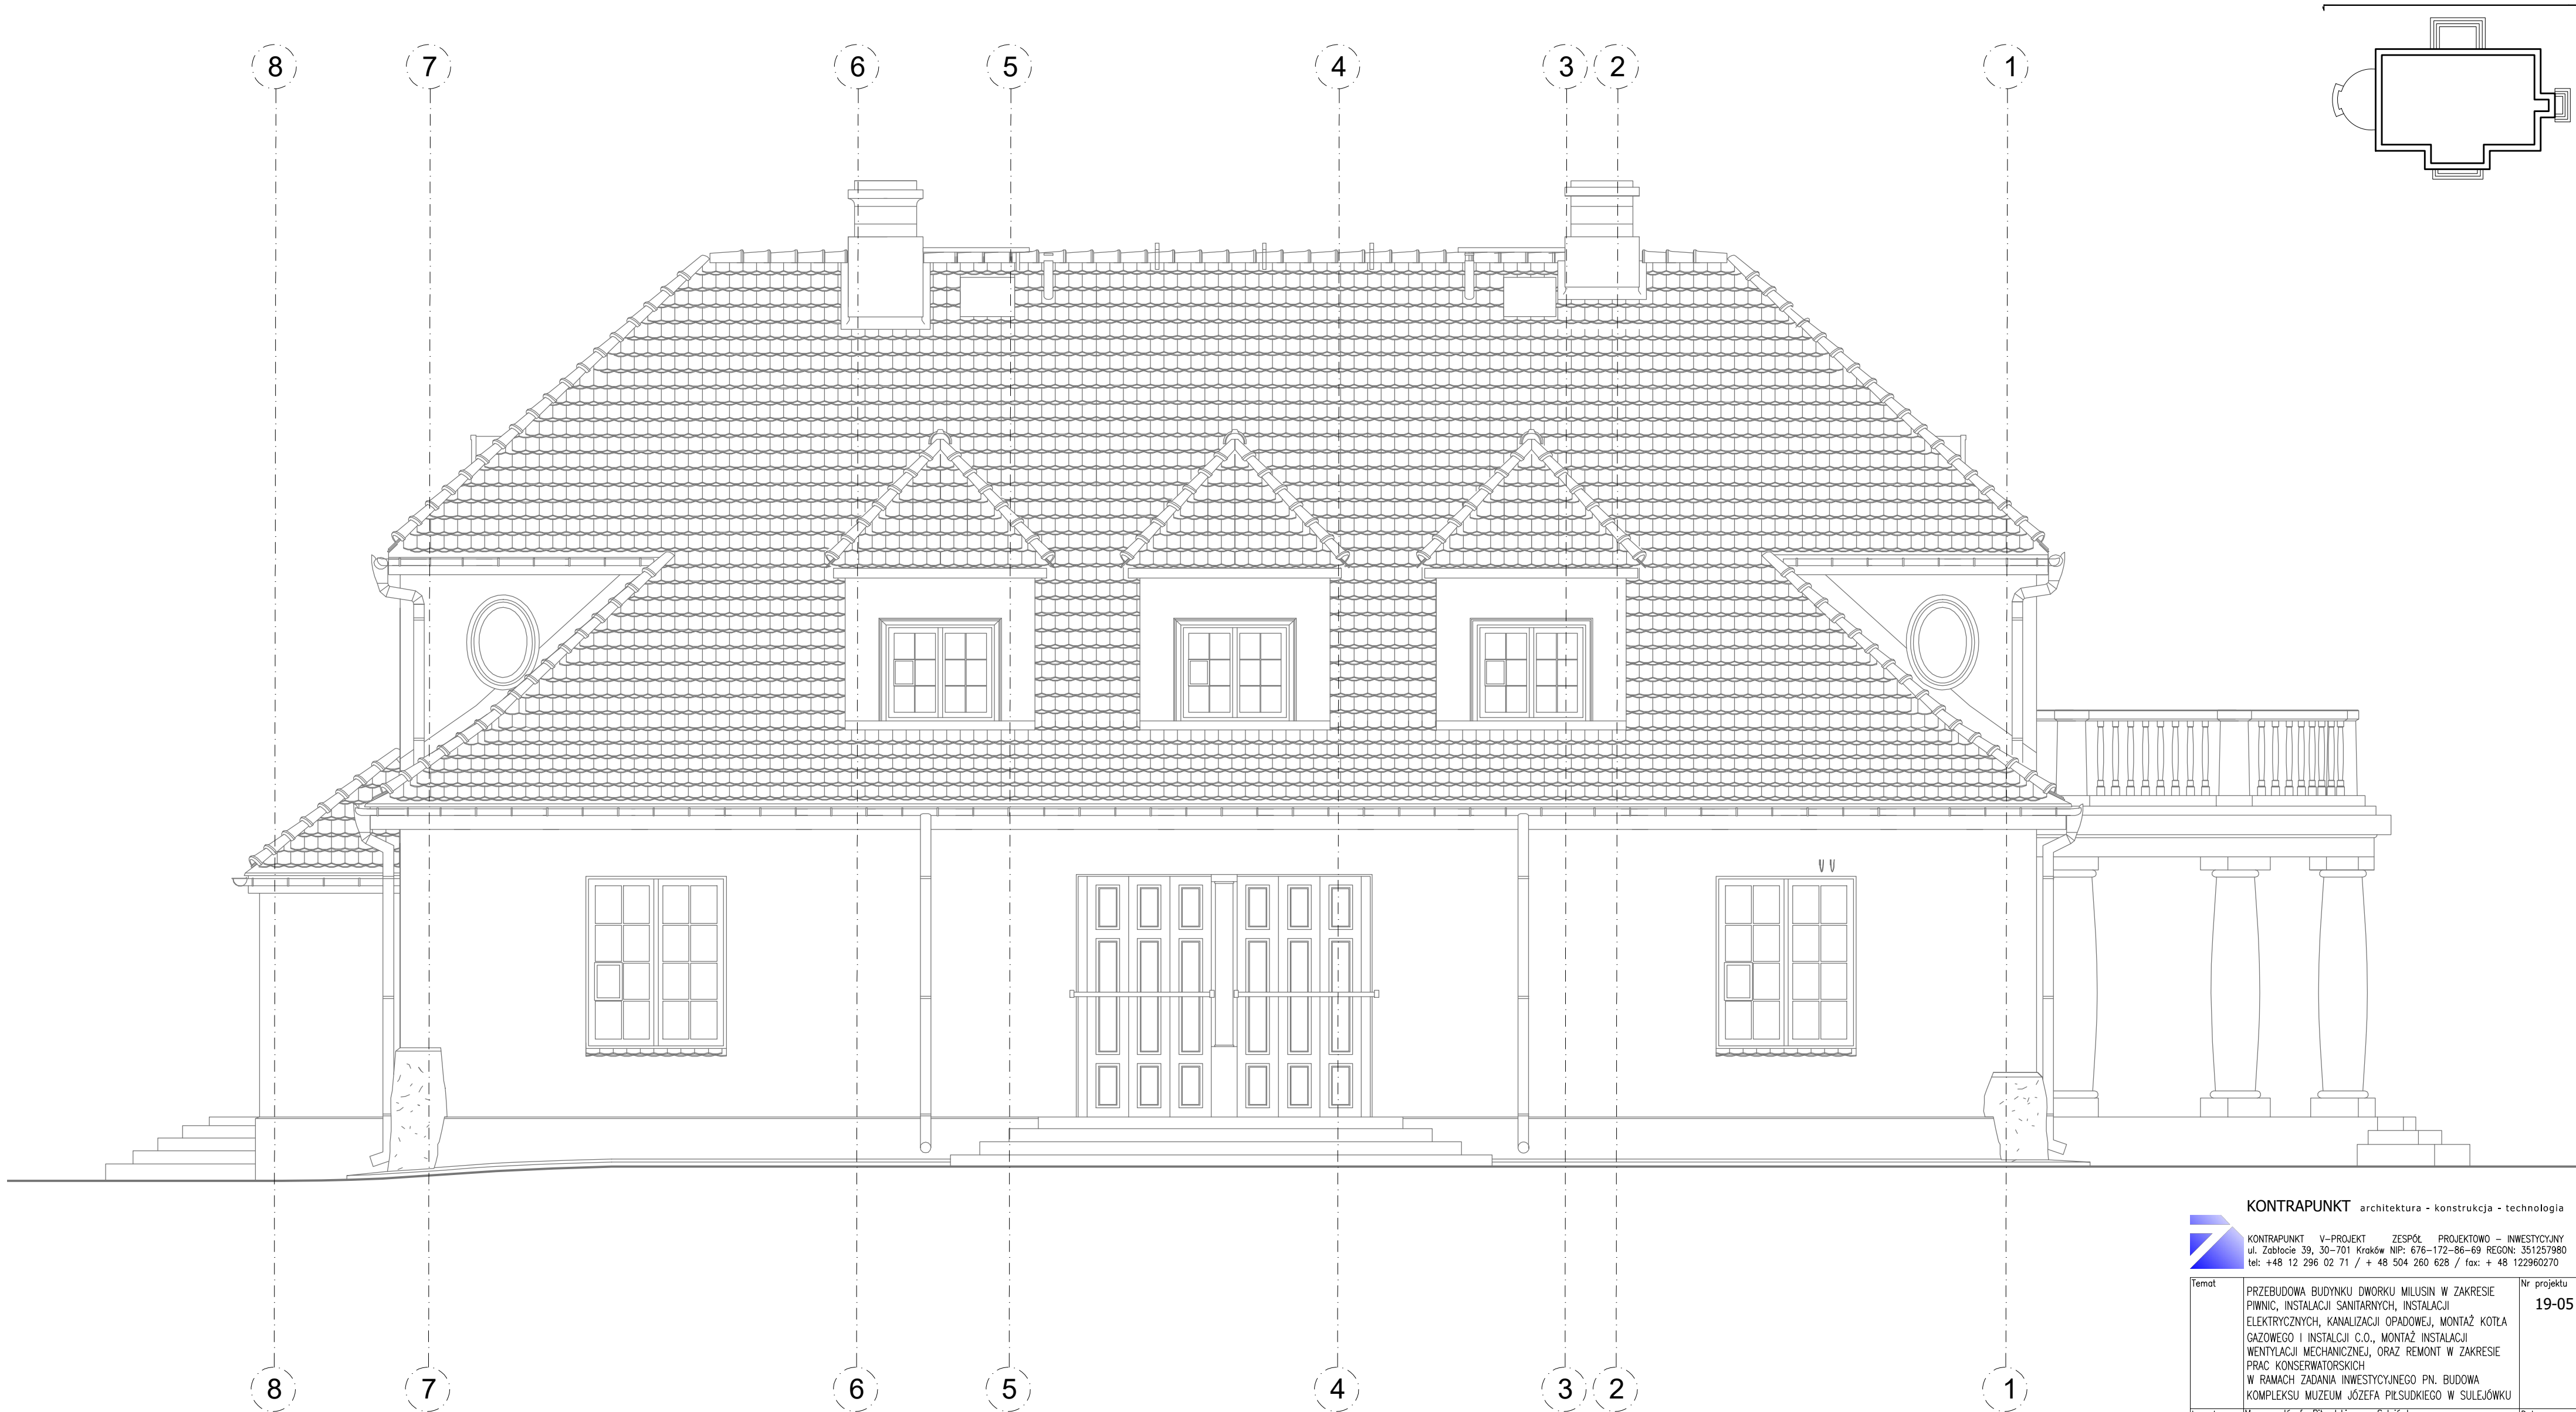 8 7 6 5 4 3 2 1
8 7 6 5 4 3 2 1
KONTRAPUNKT architektura - konstrukcja - technologia
KONTRAPUNKT V-PROJEKT ZESPÓŁ PROJEKTOWO - INWESTYCYJNY
ul. Zabłocie 39, 30-701 Kraków NIP: 676-172-86-69 REGON: 351257980
tel: +48 12 296 02 71 / + 48 504 260 628 / fax: + 48 122960270
Temat
PRZEBUDOWA BUDYNKU DWORKU MILUSIN W ZAKRESIE
PIWNIC, INSTALACJI SANITARNYCH, INSTALACJI
ELEKTRYCZNYCH, KANALIZACJI OPADOWEJ, MONTAŻ KOTŁA
GAZOWEGO I INSTALCJI C.O., MONTAŻ INSTALACJI
WENTYLACJI MECHANICZNEJ, ORAZ REMONT W ZAKRESIE
PRAC KONSERWATORSKICH
W RAMACH ZADANIA INWESTYCYJNEGO PN. BUDOWA
KOMPLEKSU MUZEUM JÓZEFA PIŁSUDKIEGO W SULEJÓWKU
Nr projektu
19-05